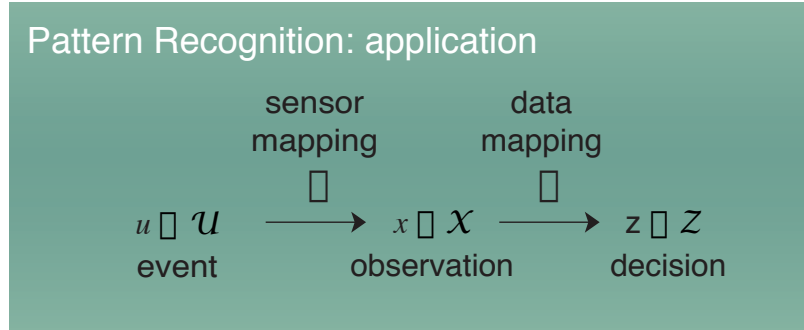 Pattern Recognition: application
sensor mapping
data mapping
▯ ▯
u ▯ 𝒰 ⟶ x ▯ 𝒳 ⟶ z ▯ 𝒵
event observation decision